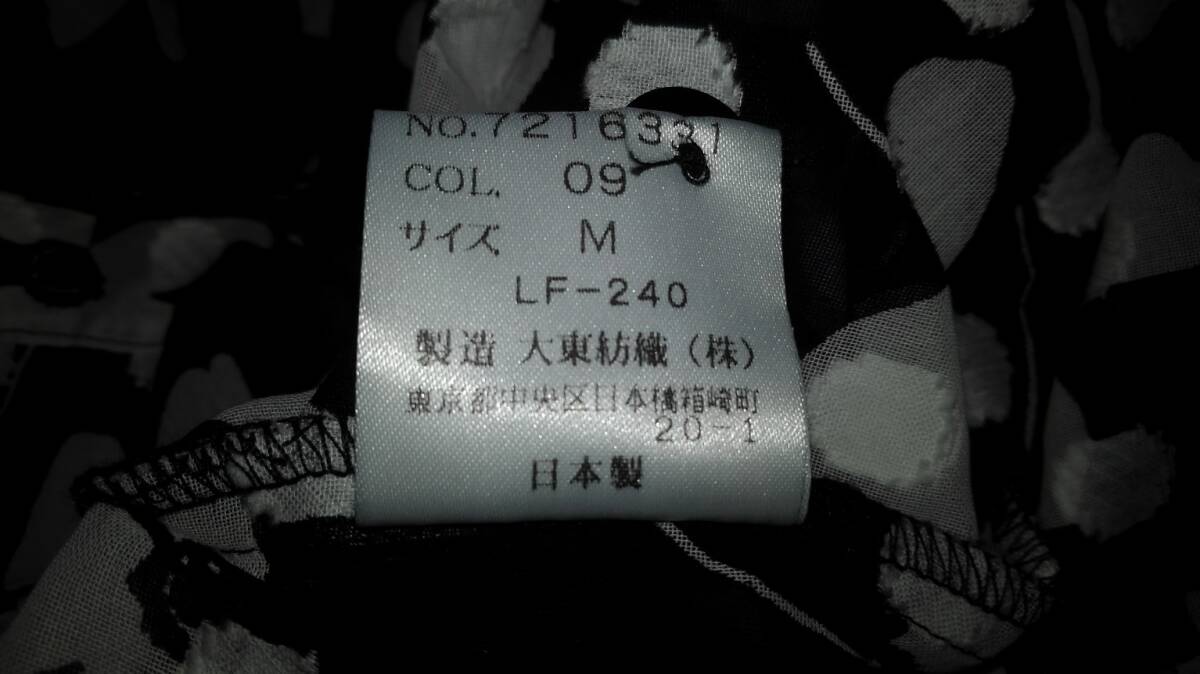 NO.7216331
COL. 09
サイズ M
LF-240
製造 大東紡織(株)
東京都中央区日本橋箱崎町
20-1
日本製